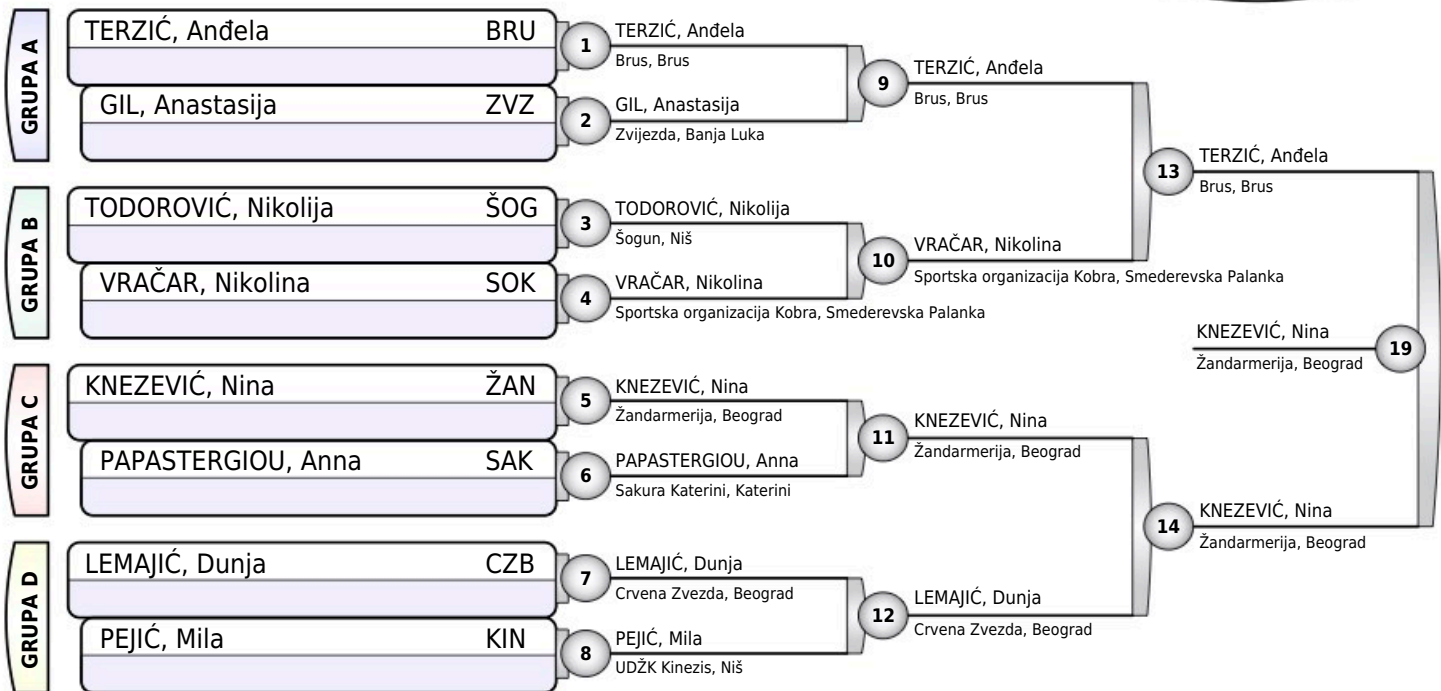 GRUPA A
TERZIĆ, Anđela BRU
GIL, Anastasija ZVZ
GRUPA B
TODOROVIĆ, Nikolija ŠOG
VRAČAR, Nikolina SOK
GRUPA C
KNEZEVIĆ, Nina ŽAN
PAPASTERGIOU, Anna SAK
GRUPA D
LEMAJIĆ, Dunja CZB
PEJIĆ, Mila KIN
1
TERZIĆ, Anđela
Brus, Brus
2
GIL, Anastasija
Zvijezda, Banja Luka
3
TODOROVIĆ, Nikolija
Šogun, Niš
4
VRAČAR, Nikolina
Sportska organizacija Kobra, Smederevska Palanka
5
KNEZEVIĆ, Nina
Žandarmerija, Beograd
6
PAPASTERGIOU, Anna
Sakura Katerini, Katerini
7
LEMAJIĆ, Dunja
Crvena Zvezda, Beograd
8
PEJIĆ, Mila
UDŽK Kinezis, Niš
9
TERZIĆ, Anđela
Brus, Brus
10
VRAČAR, Nikolina
Sportska organizacija Kobra, Smederevska Palanka
11
KNEZEVIĆ, Nina
Žandarmerija, Beograd
12
LEMAJIĆ, Dunja
Crvena Zvezda, Beograd
13
TERZIĆ, Anđela
Brus, Brus
14
KNEZEVIĆ, Nina
Žandarmerija, Beograd
KNEZEVIĆ, Nina
Žandarmerija, Beograd
19